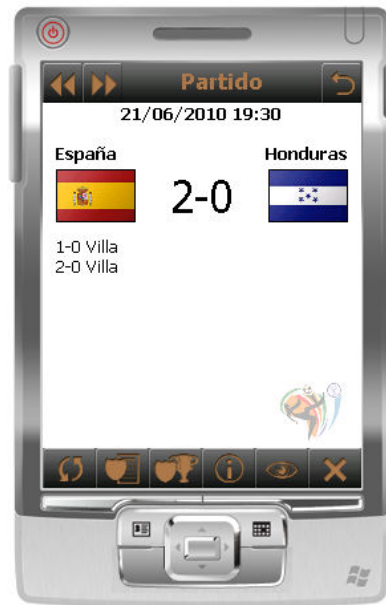 Partido
21/06/2010 19:30
España Honduras
2-0
1-0 Villa
2-0 Villa